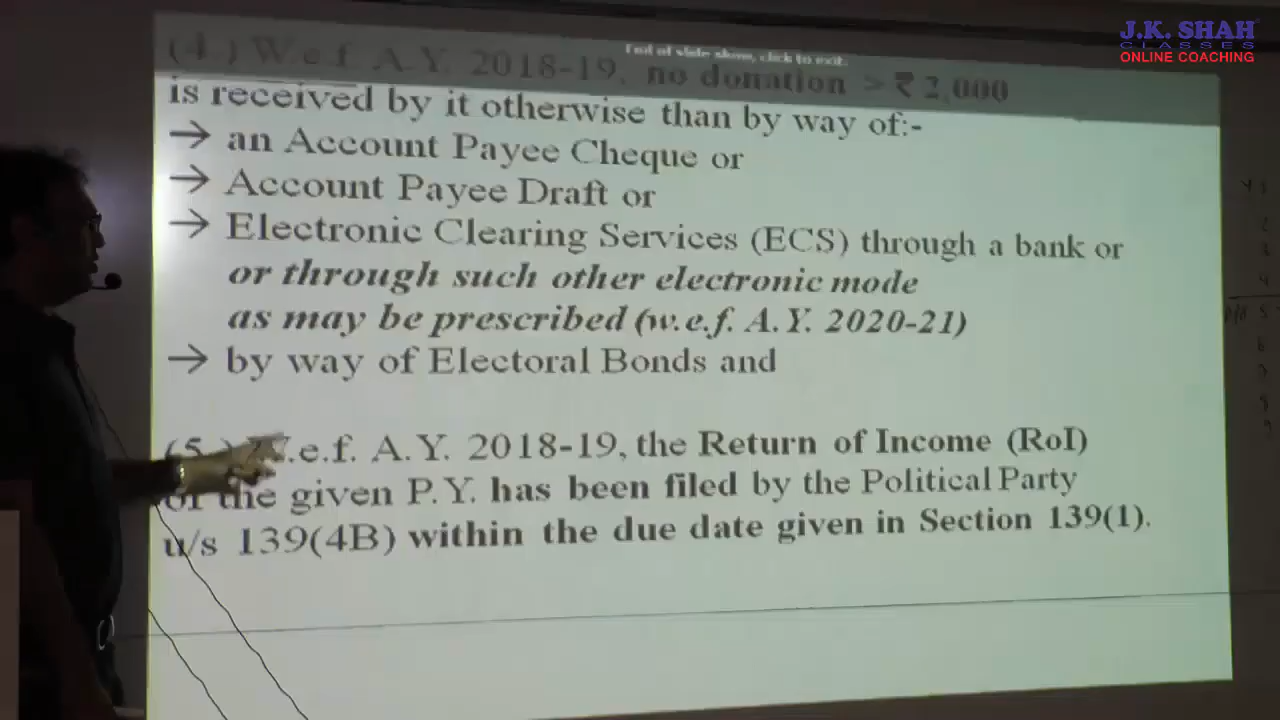 J.K. SHAH
CLASSES
ONLINE COACHING
End of slide show, click to exit.
(4.) W.e.f. A.Y. 2018-19, no donation > ₹ 2,000
is received by it otherwise than by way of:-
→ an Account Payee Cheque or
→ Account Payee Draft or
→ Electronic Clearing Services (ECS) through a bank or
or through such other electronic mode
as may be prescribed (w.e.f. A.Y. 2020-21)
→ by way of Electoral Bonds and
(5.) W.e.f. A.Y. 2018-19, the Return of Income (RoI)
of the given P.Y. has been filed by the Political Party
u/s 139(4B) within the due date given in Section 139(1).